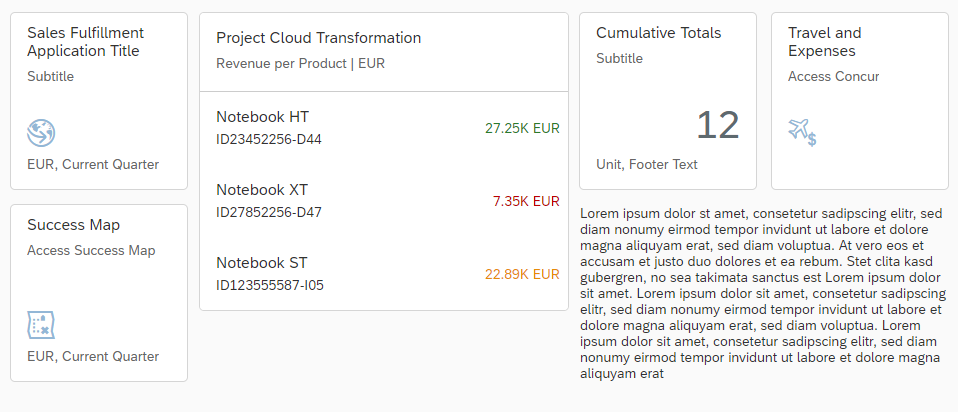 Sales Fulfillment
Application Title
Subtitle
EUR, Current Quarter
Success Map
Access Success Map
EUR, Current Quarter
Project Cloud Transformation
Revenue per Product | EUR
Notebook HT
ID23452256-D44
27.25K EUR
Notebook XT
ID27852256-D47
7.35K EUR
Notebook ST
ID123555587-I05
22.89K EUR
Cumulative Totals
Subtitle
12
Unit, Footer Text
Travel and
Expenses
Access Concur
$
Lorem ipsum dolor st amet, consetetur sadipscing elitr, sed
diam nonumy eirmod tempor invidunt ut labore et dolore
magna aliquyam erat, sed diam voluptua. At vero eos et
accusam et justo duo dolores et ea rebum. Stet clita kasd
gubergren, no sea takimata sanctus est Lorem ipsum dolor
sit amet. Lorem ipsum dolor sit amet, consetetur sadipscing
elitr, sed diam nonumy eirmod tempor invidunt ut labore et
dolore magna aliquyam erat, sed diam voluptua. Lorem
ipsum dolor sit amet, consetetur sadipscing elitr, sed diam
nonumy eirmod tempor invidunt ut labore et dolore magna
aliquyam erat